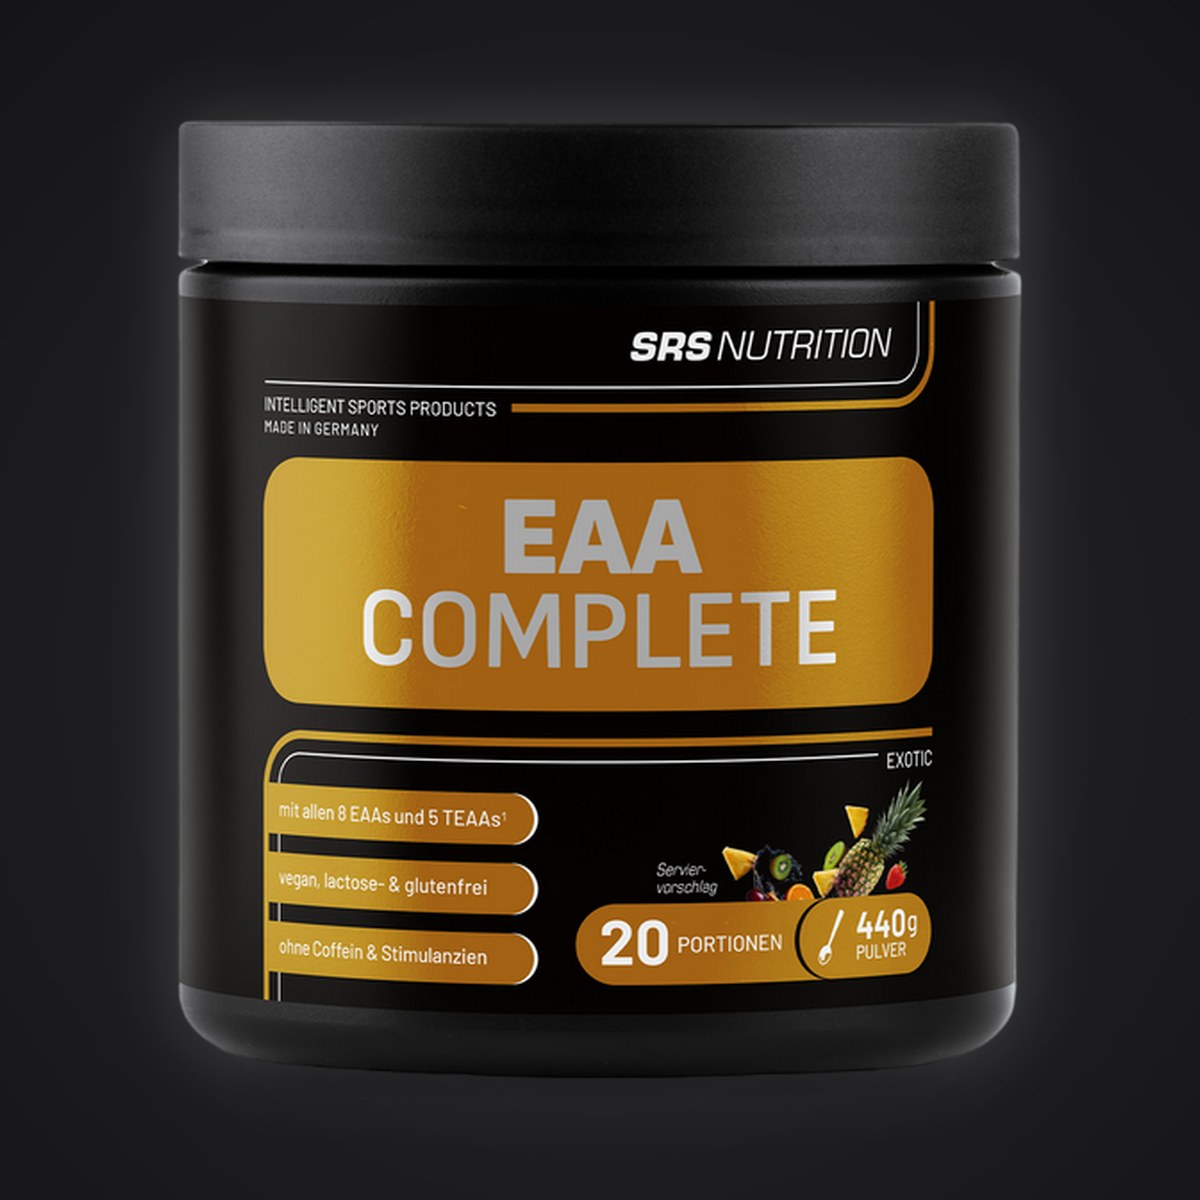 SRS NUTRITION
INTELLIGENT SPORTS PRODUCTS
MADE IN GERMANY
EAA
COMPLETE
EXOTIC
mit allen 8 EAAs und 5 TEAAs¹
vegan, lactose- & glutenfrei
ohne Coffein & Stimulanzien
Servier-
vorschlag
20 PORTIONEN
440g
PULVER